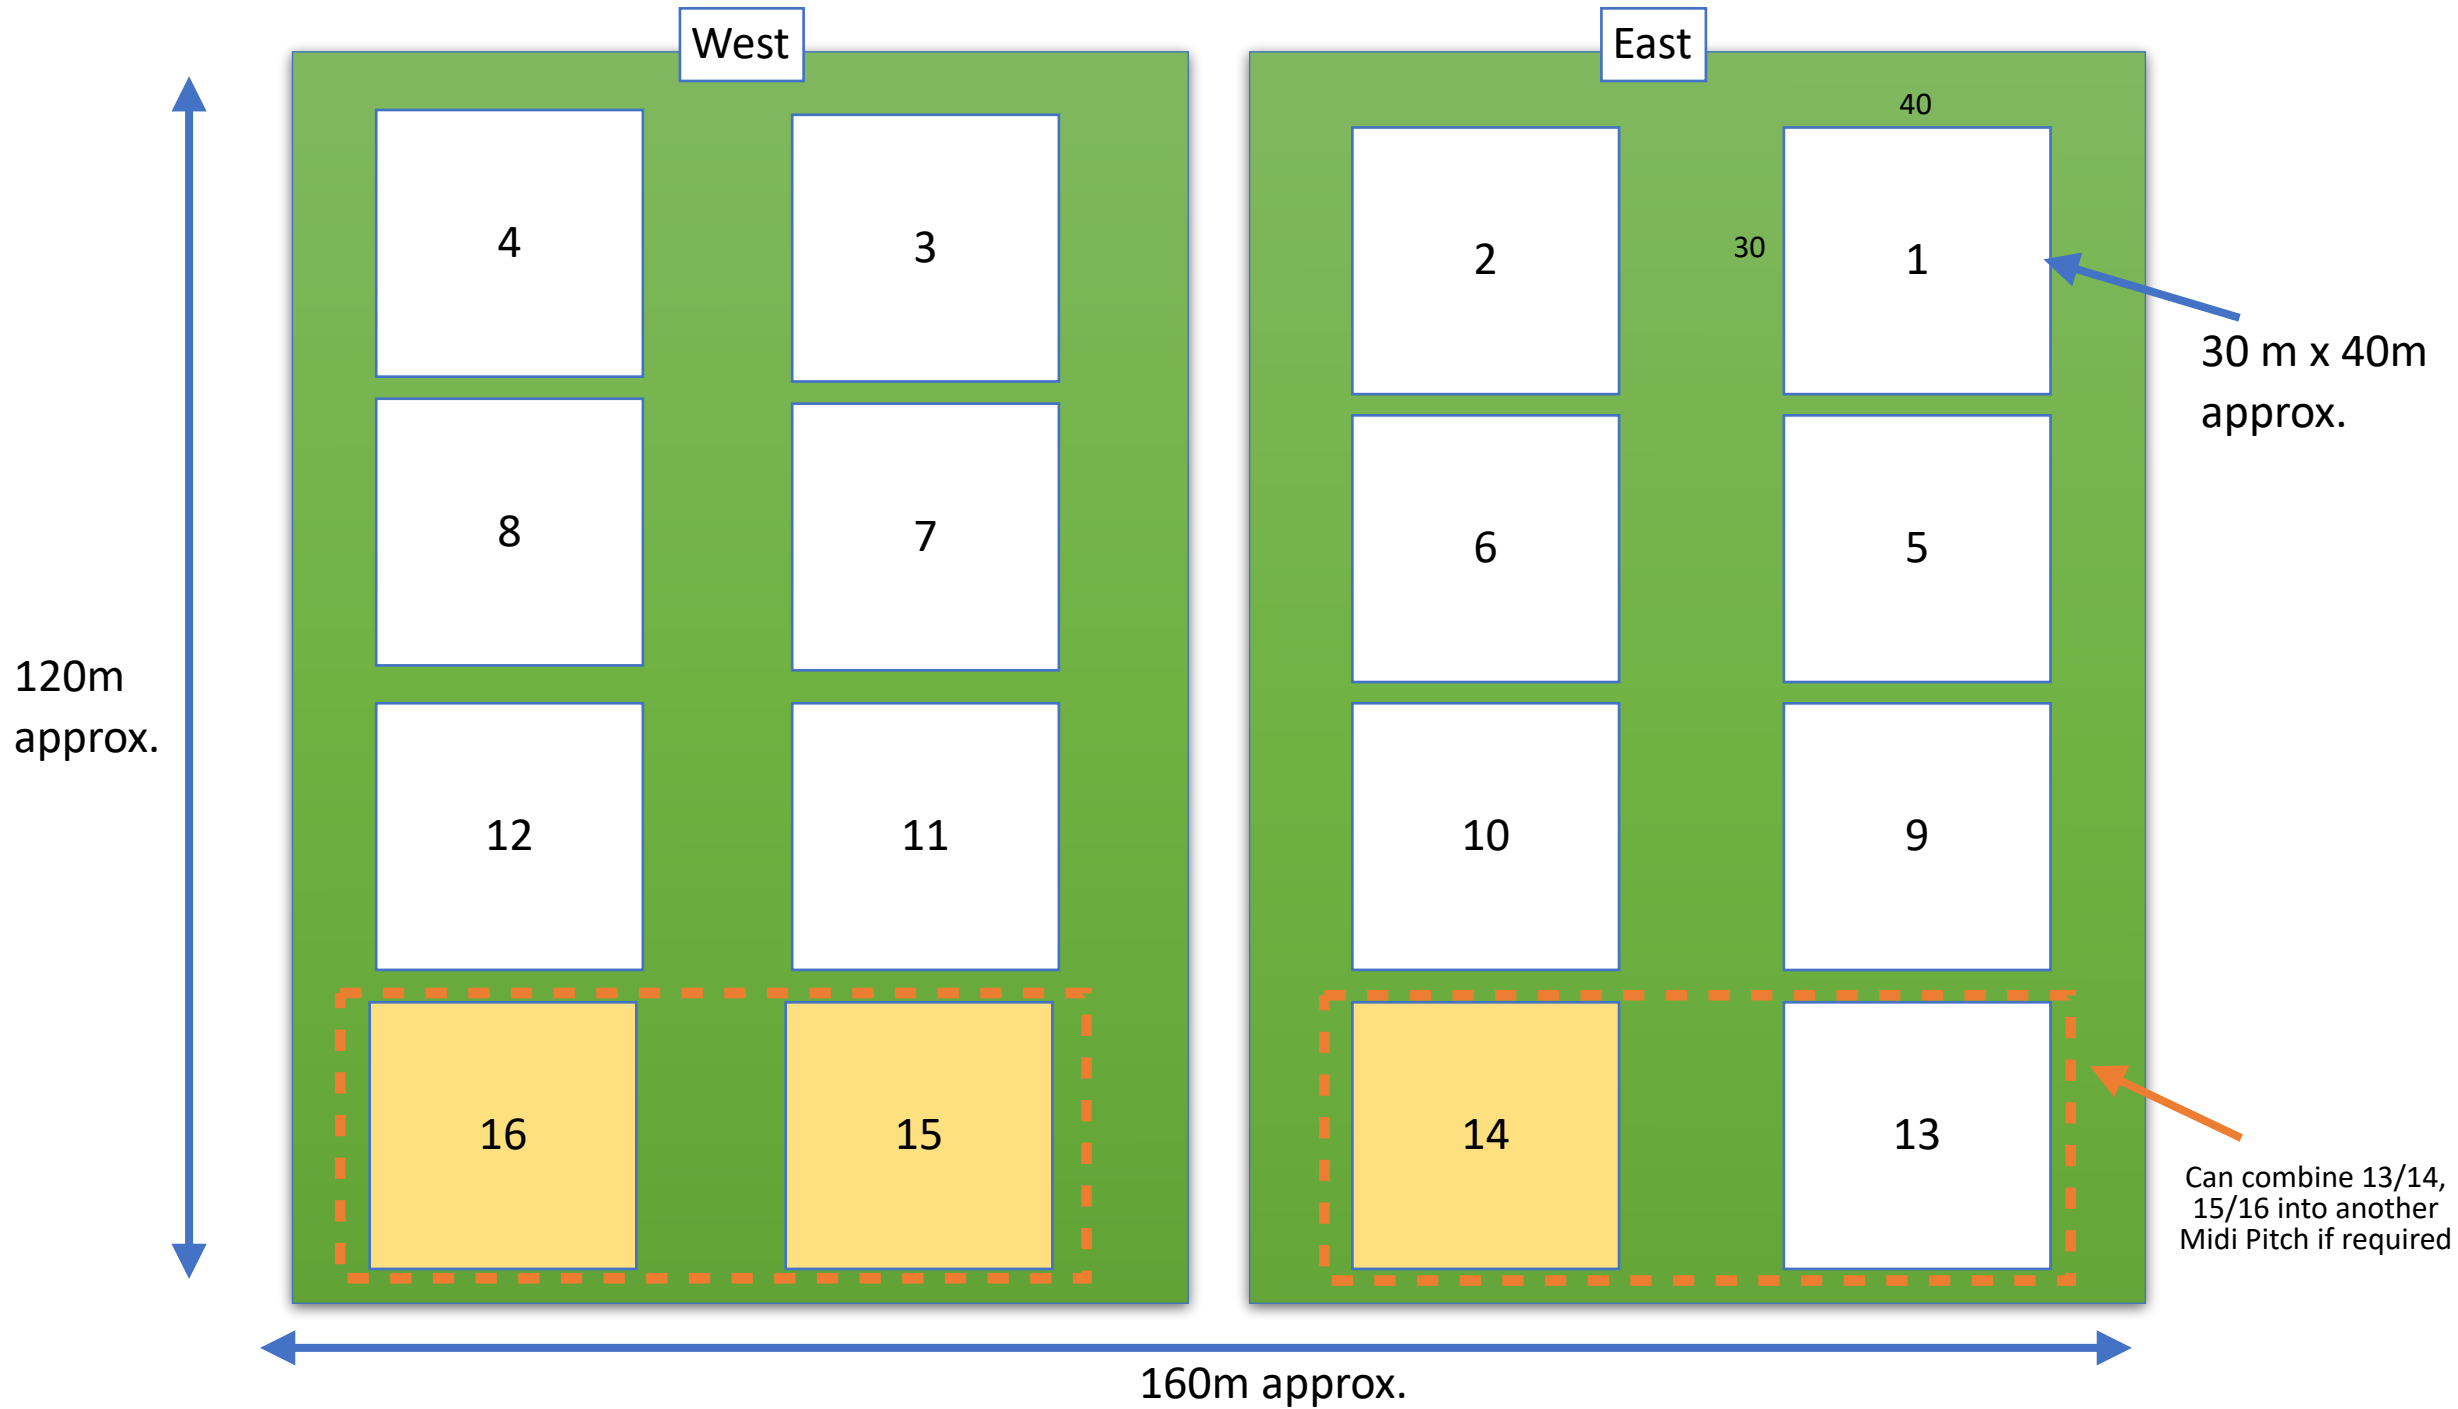 West
East
40
4
3
2
30
1
30 m x 40m
approx.
8
7
6
5
120m
approx.
12
11
10
9
16
15
14
13
Can combine 13/14,
15/16 into another
Midi Pitch if required
160m approx.